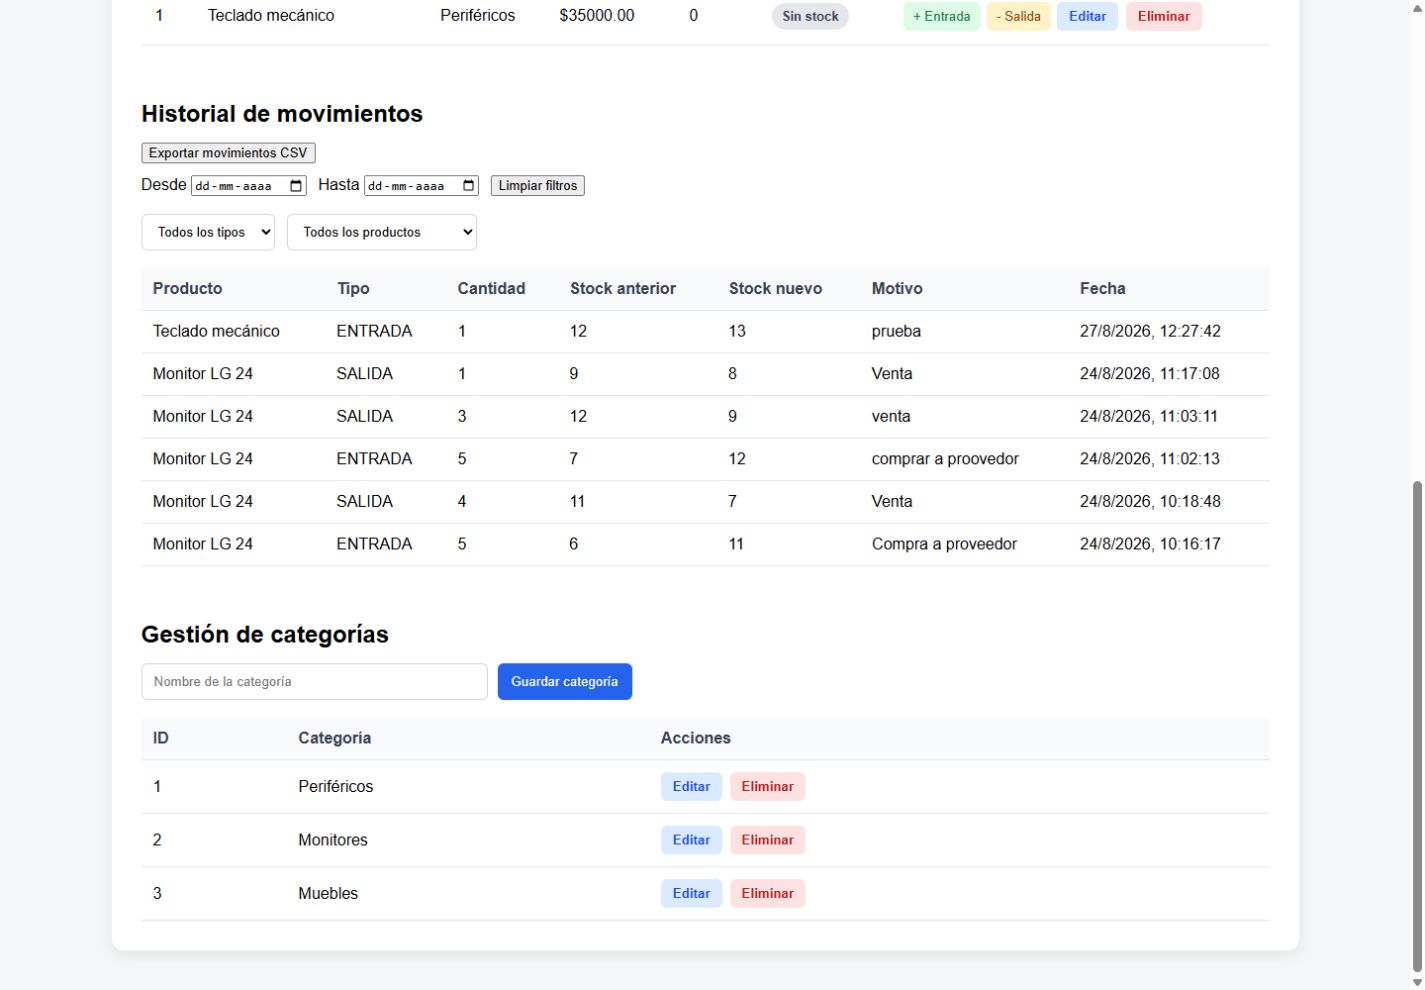 1 Teclado mecánico Periféricos $35000.00 0 Sin stock + Entrada - Salida Editar Eliminar
Historial de movimientos
Exportar movimientos CSV
Desde dd-mm-aaaa Hasta dd-mm-aaaa Limpiar filtros
Todos los tipos Todos los productos
Producto Tipo Cantidad Stock anterior Stock nuevo Motivo Fecha
Teclado mecánico ENTRADA 1 12 13 prueba 27/8/2026, 12:27:42
Monitor LG 24 SALIDA 1 9 8 Venta 24/8/2026, 11:17:08
Monitor LG 24 SALIDA 3 12 9 venta 24/8/2026, 11:03:11
Monitor LG 24 ENTRADA 5 7 12 comprar a proovedor 24/8/2026, 11:02:13
Monitor LG 24 SALIDA 4 11 7 Venta 24/8/2026, 10:18:48
Monitor LG 24 ENTRADA 5 6 11 Compra a proveedor 24/8/2026, 10:16:17
Gestión de categorías
Nombre de la categoría Guardar categoría
ID Categoría Acciones
1 Periféricos Editar Eliminar
2 Monitores Editar Eliminar
3 Muebles Editar Eliminar